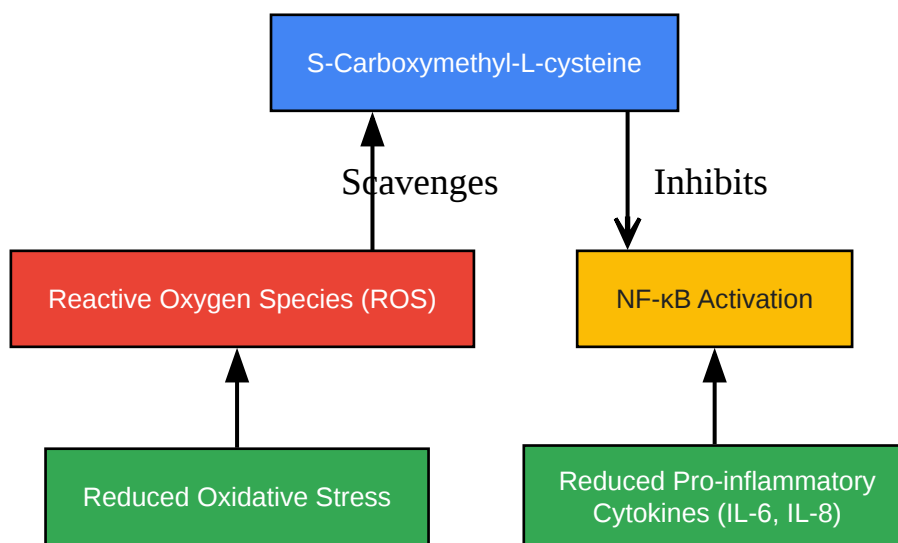 S-Carboxymethyl-L-cysteine
Scavenges
Inhibits
Reactive Oxygen Species (ROS)
NF-κB Activation
Reduced Oxidative Stress
Reduced Pro-inflammatory
Cytokines (IL-6, IL-8)